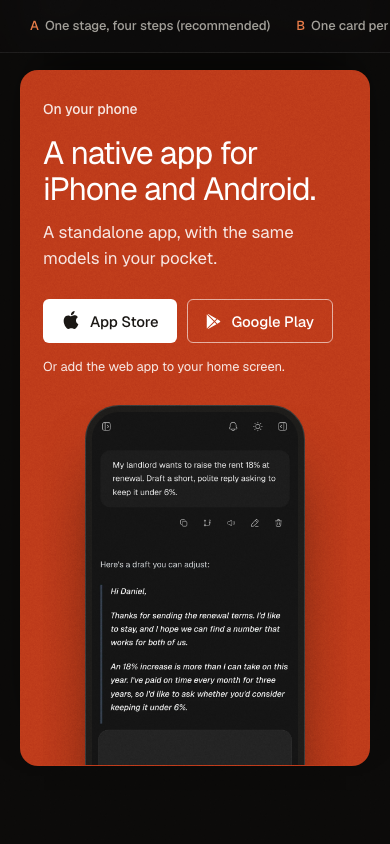 A One stage, four steps (recommended) B One card per
On your phone
A native app for
iPhone and Android.
A standalone app, with the same
models in your pocket.
App Store Google Play
Or add the web app to your home screen.
My landlord wants to raise the rent 18% at
renewal. Draft a short, polite reply asking to
keep it under 6%.
Here's a draft you can adjust:
Hi Daniel,
Thanks for sending the renewal terms. I'd like
to stay, and I hope we can find a number that
works for both of us.
An 18% increase is more than I can take on this
year. I've paid on time every month for three
years, so I'd like to ask whether you'd consider
keeping it under 6%.